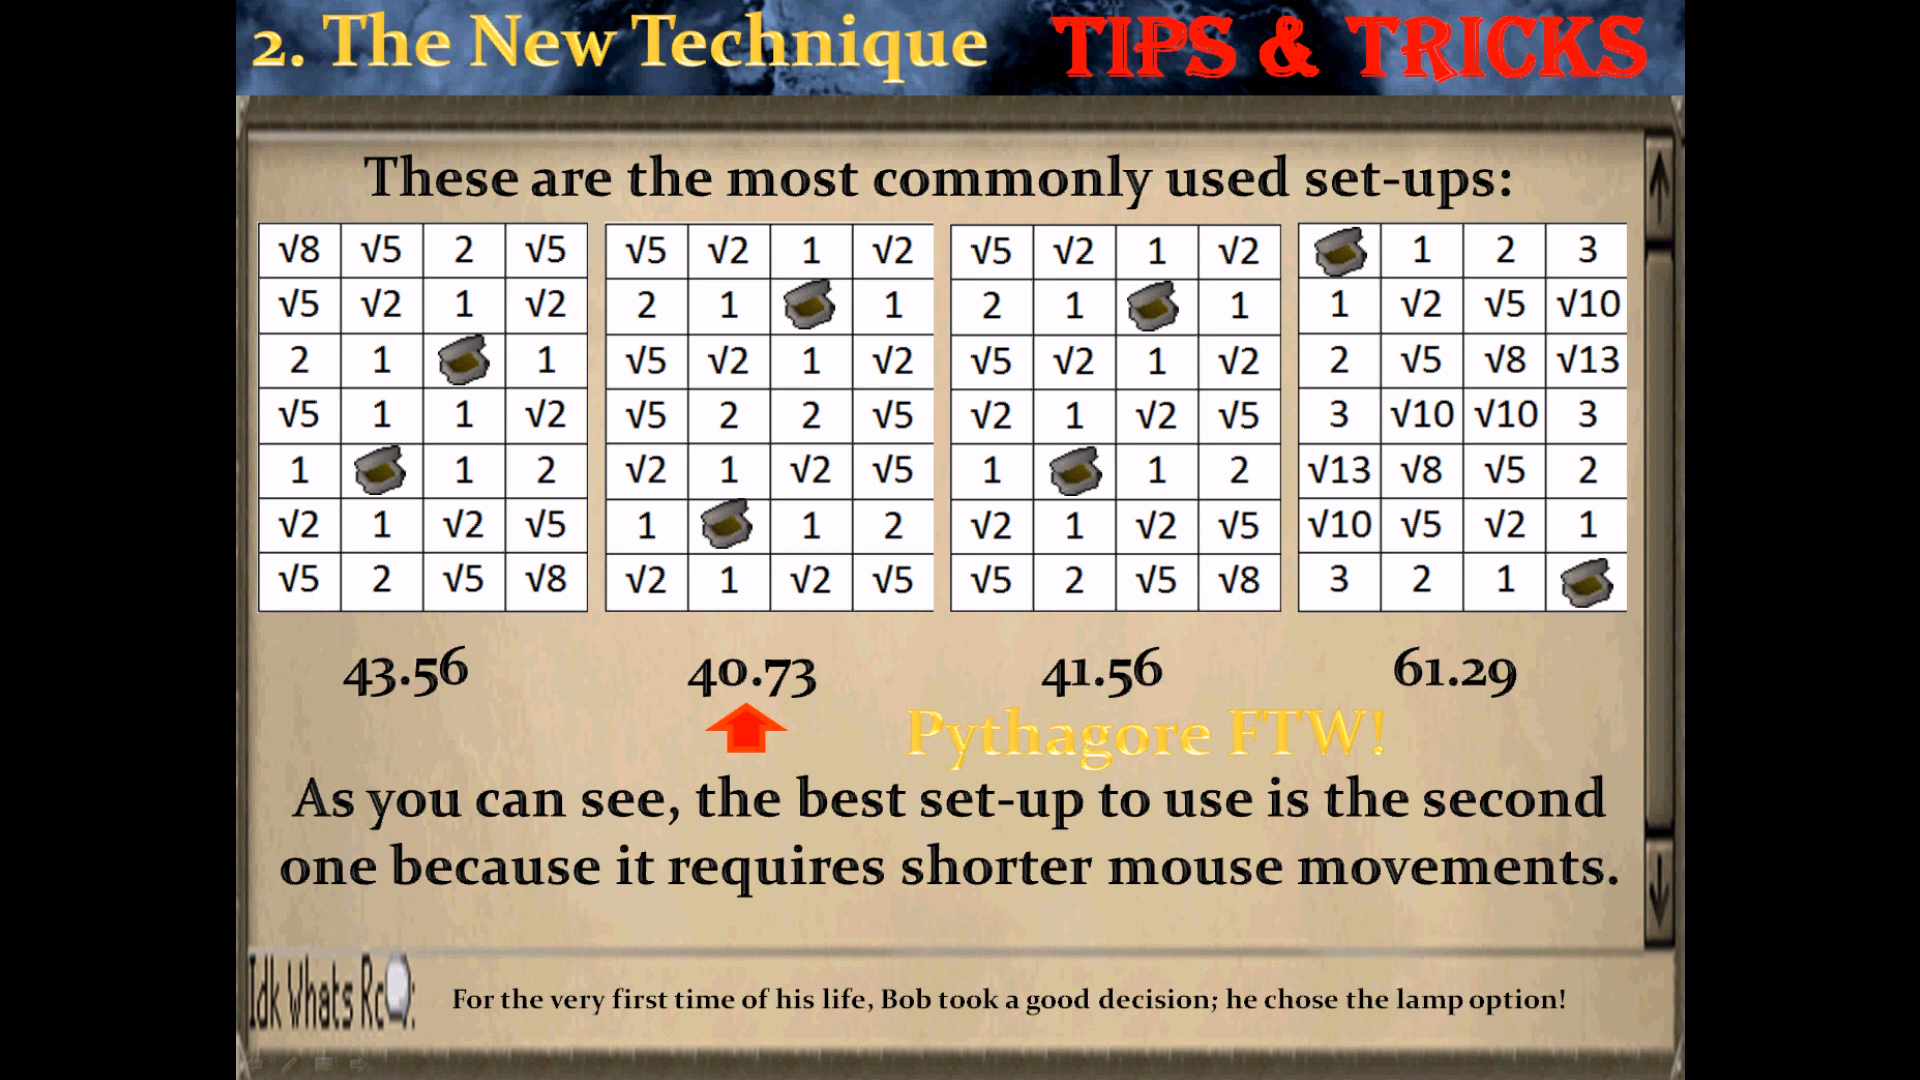 2. The New Technique TIPS & TRICKS
These are the most commonly used set-ups:
√8 √5 2 √5 √5 √2 1 √2 √5 √2 1 √2 1 2 3
√5 √2 1 √2 2 1 1 2 1 1 1 √2 √5 √10
2 1 1 √5 √2 1 √2 √5 √2 1 √2 2 √5 √8 √13
√5 1 1 √2 √5 2 2 √5 √2 1 √2 √5 3 √10 √10 3
1 1 2 √2 1 √2 √5 1 1 2 √13 √8 √5 2
√2 1 √2 √5 1 1 2 √2 1 √2 √5 √10 √5 √2 1
√5 2 √5 √8 √2 1 √2 √5 √5 2 √5 √8 3 2 1
43.56 40.73 41.56 61.29
Pythagore FTW!
As you can see, the best set-up to use is the second
one because it requires shorter mouse movements.
Idk Whats
For the very first time of his life, Bob took a good decision; he chose the lamp option!